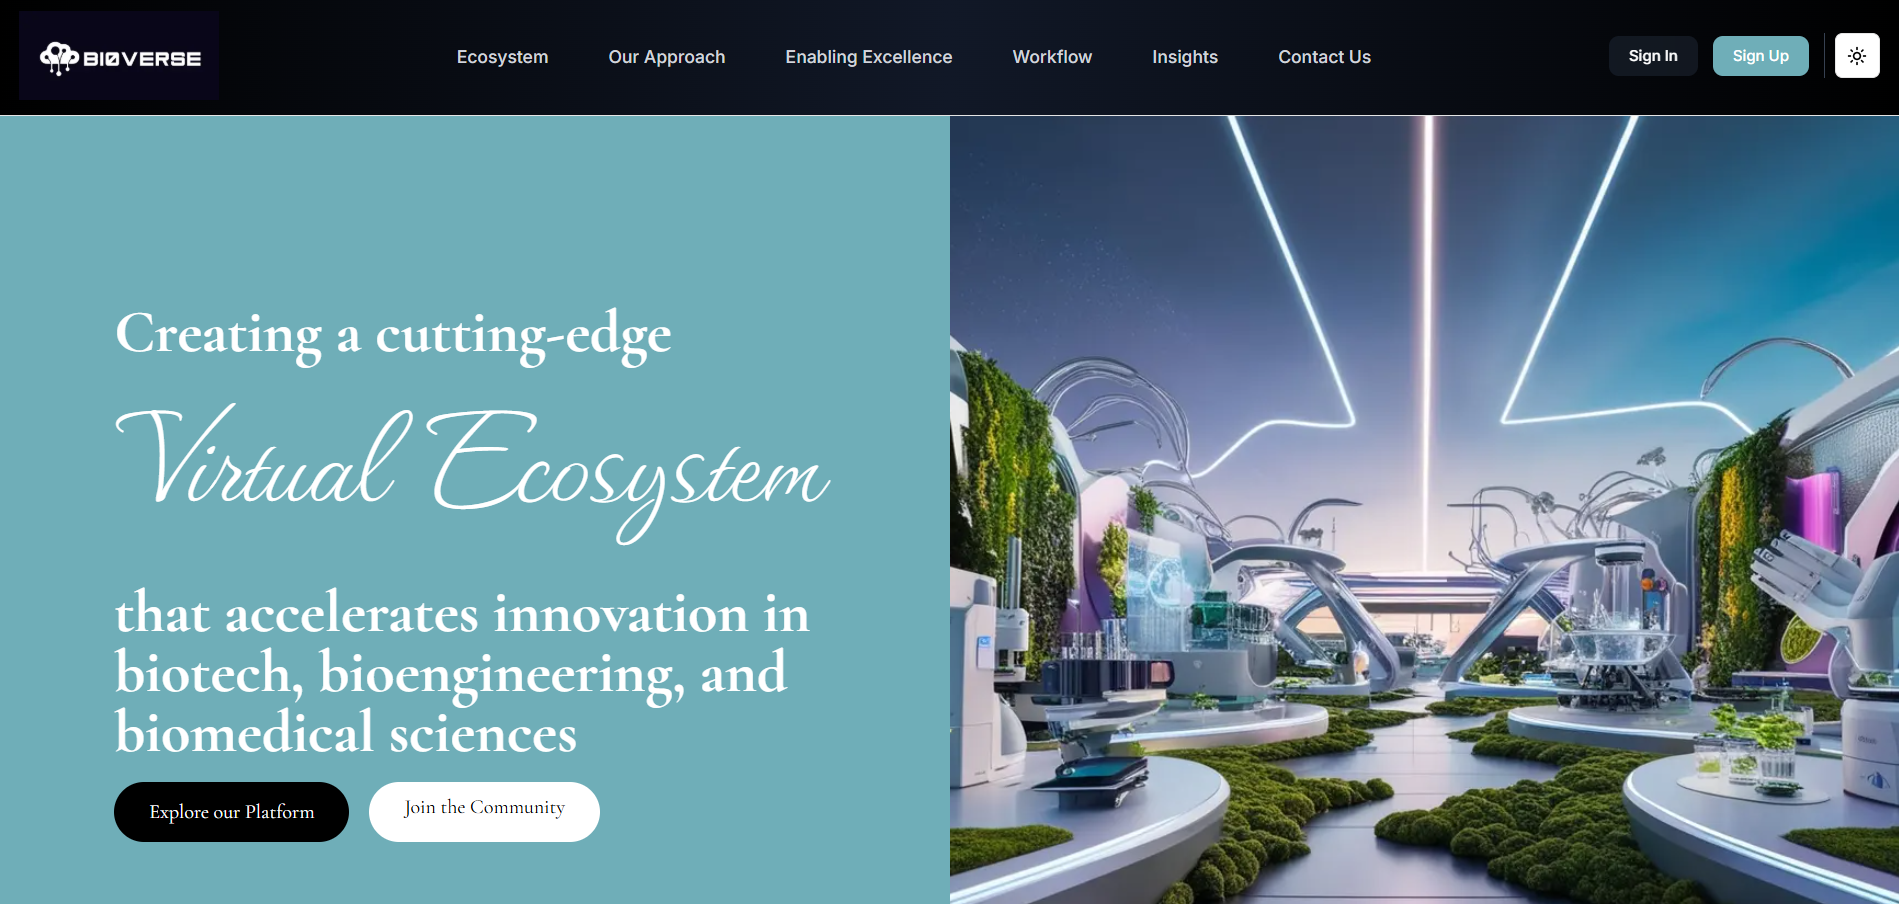 BIOVERSE
Ecosystem
Our Approach
Enabling Excellence
Workflow
Insights
Contact Us
Sign In
Sign Up
Creating a cutting-edge
Virtual Ecosystem
that accelerates innovation in
biotech, bioengineering, and
biomedical sciences
Explore our Platform
Join the Community